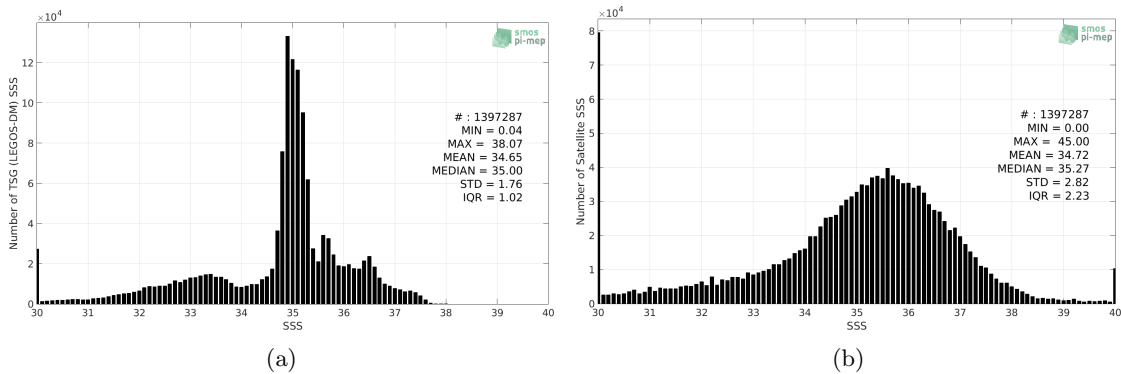 ×10⁴
smos
pi-mep
# : 1397287
MIN = 0.04
MAX = 38.07
MEAN = 34.65
MEDIAN = 35.00
STD = 1.76
IQR = 1.02
Number of TSG (LEGOS-DM) SSS
12
10
8
6
4
2
0
30 31 32 33 34 35 36 37 38 39 40
SSS
(a)
×10⁴
smos
pi-mep
# : 1397287
MIN = 0.00
MAX = 45.00
MEAN = 34.72
MEDIAN = 35.27
STD = 2.82
IQR = 2.23
Number of Satellite SSS
8
7
6
5
4
3
2
1
0
30 31 32 33 34 35 36 37 38 39 40
SSS
(b)